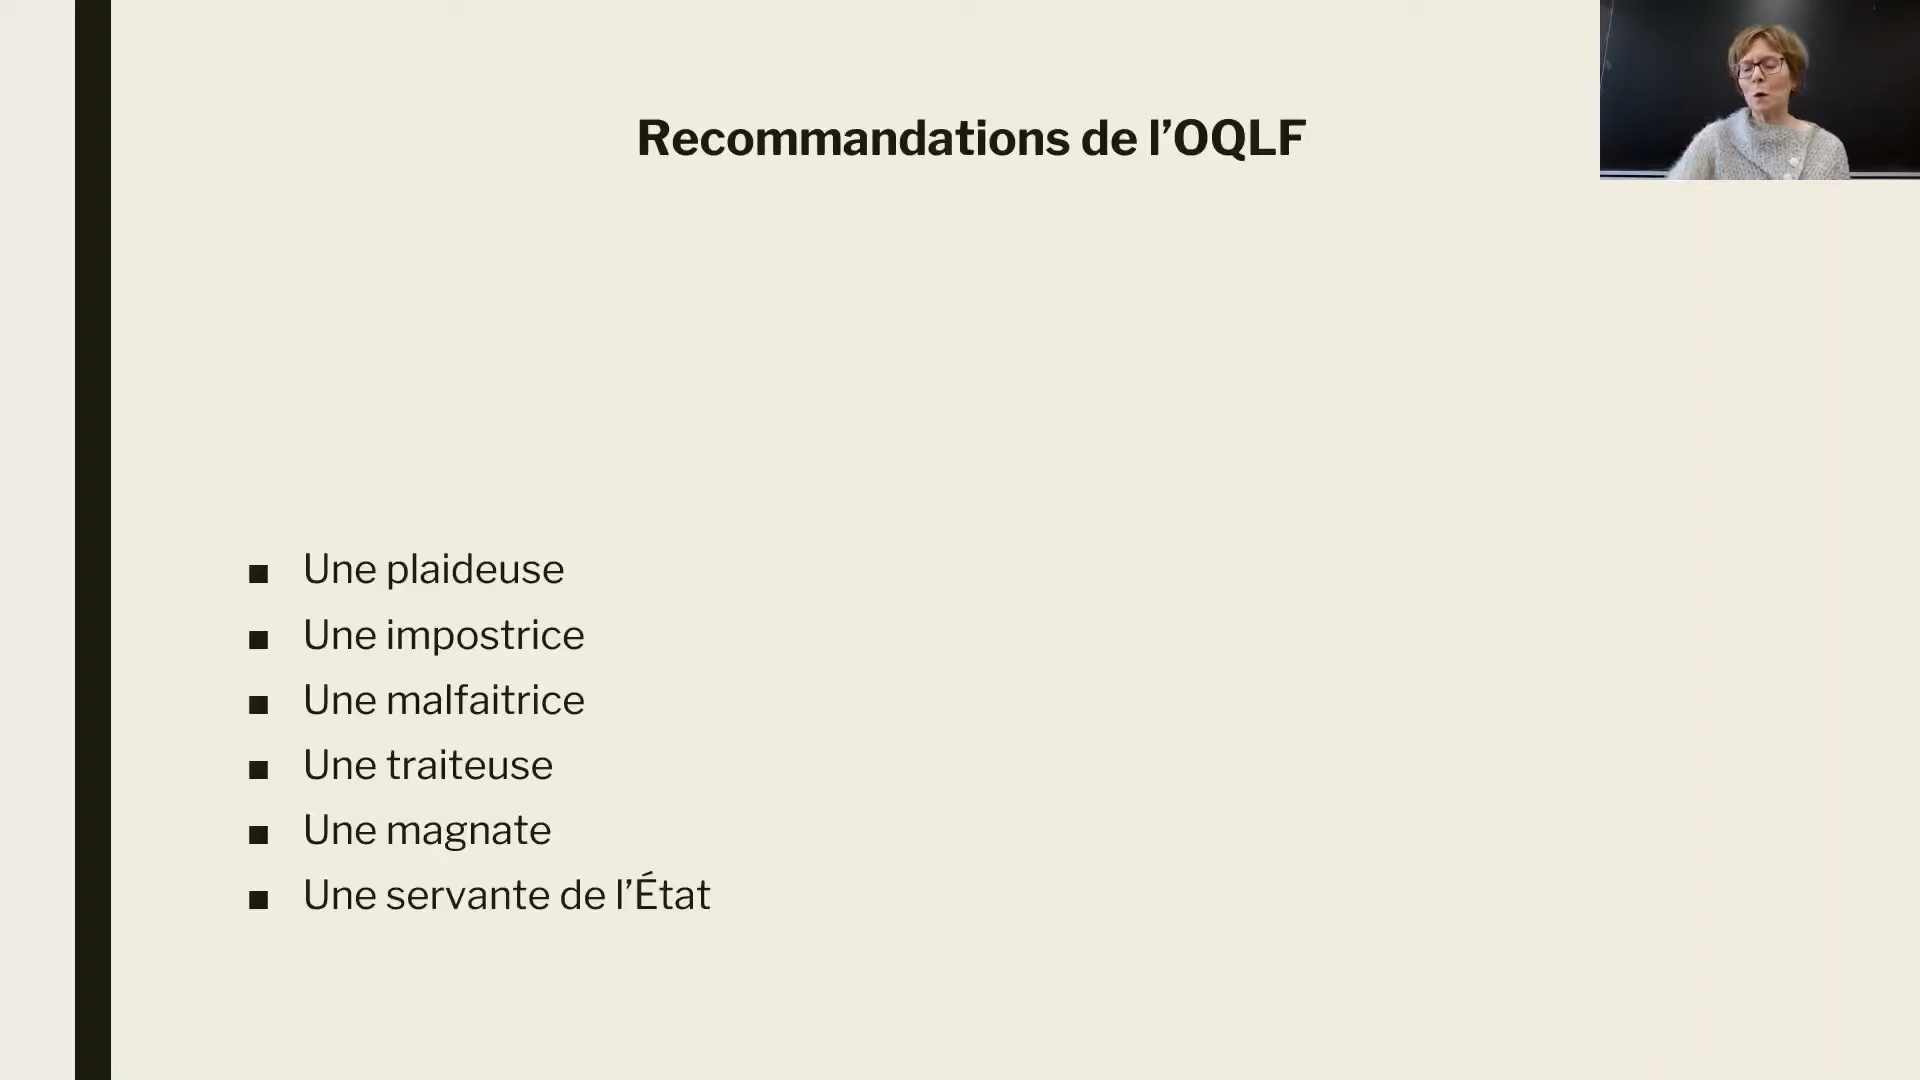 Recommandations de l’OQLF
■ Une plaideuse
■ Une impostrice
■ Une malfaitrice
■ Une traiteuse
■ Une magnate
■ Une servante de l’État